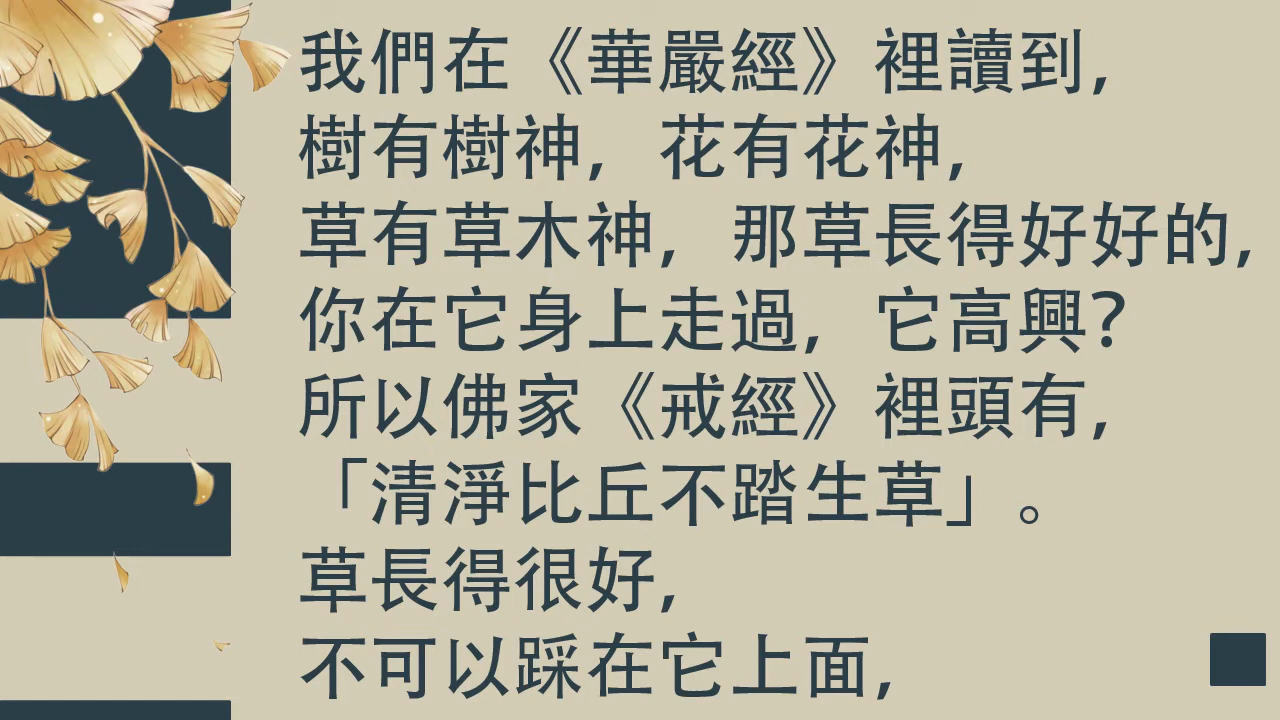 我們在《華嚴經》裡讀到，
樹有樹神，花有花神，
草有草木神，那草長得好好的，
你在它身上走過，它高興？
所以佛家《戒經》裡頭有，
「清淨比丘不踏生草」。
草長得很好，
不可以踩在它上面，